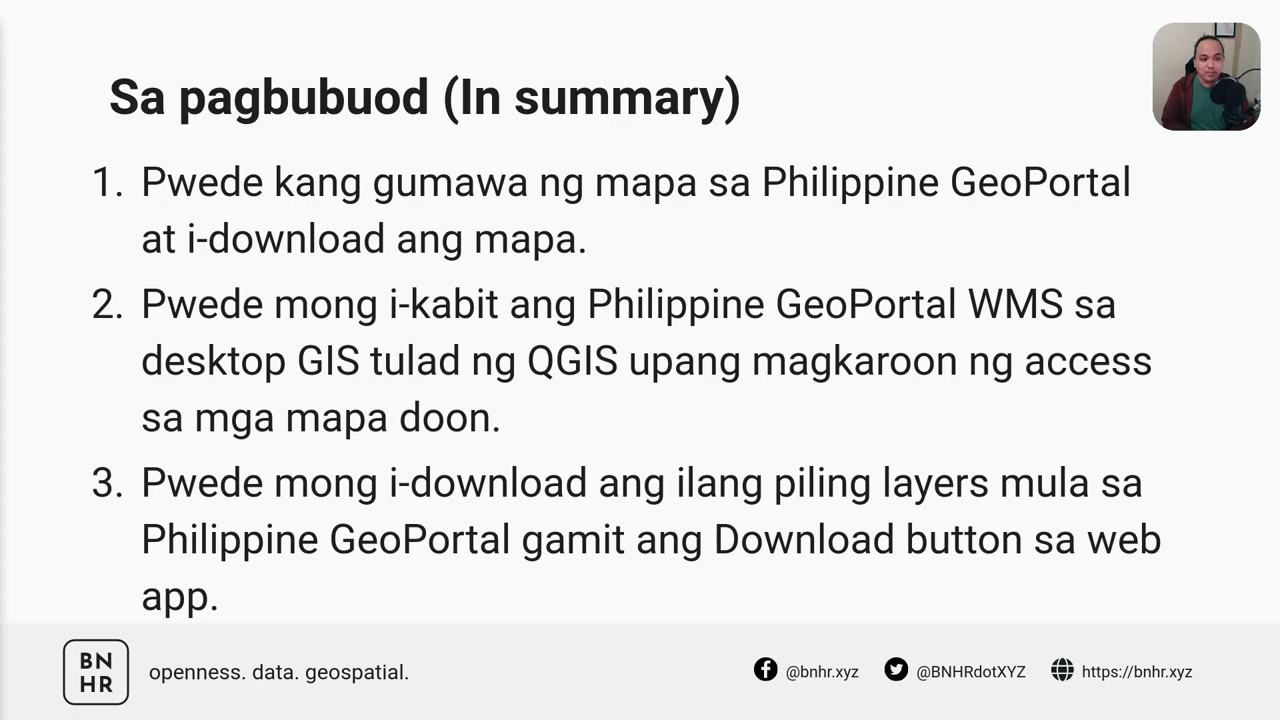 Sa pagbubuod (In summary)
1. Pwede kang gumawa ng mapa sa Philippine GeoPortal
at i-download ang mapa.
2. Pwede mong i-kabit ang Philippine GeoPortal WMS sa
desktop GIS tulad ng QGIS upang magkaroon ng access
sa mga mapa doon.
3. Pwede mong i-download ang ilang piling layers mula sa
Philippine GeoPortal gamit ang Download button sa web
app.
BN
HR
openness. data. geospatial.
@bnhr.xyz
@BNHRdotXYZ
https://bnhr.xyz